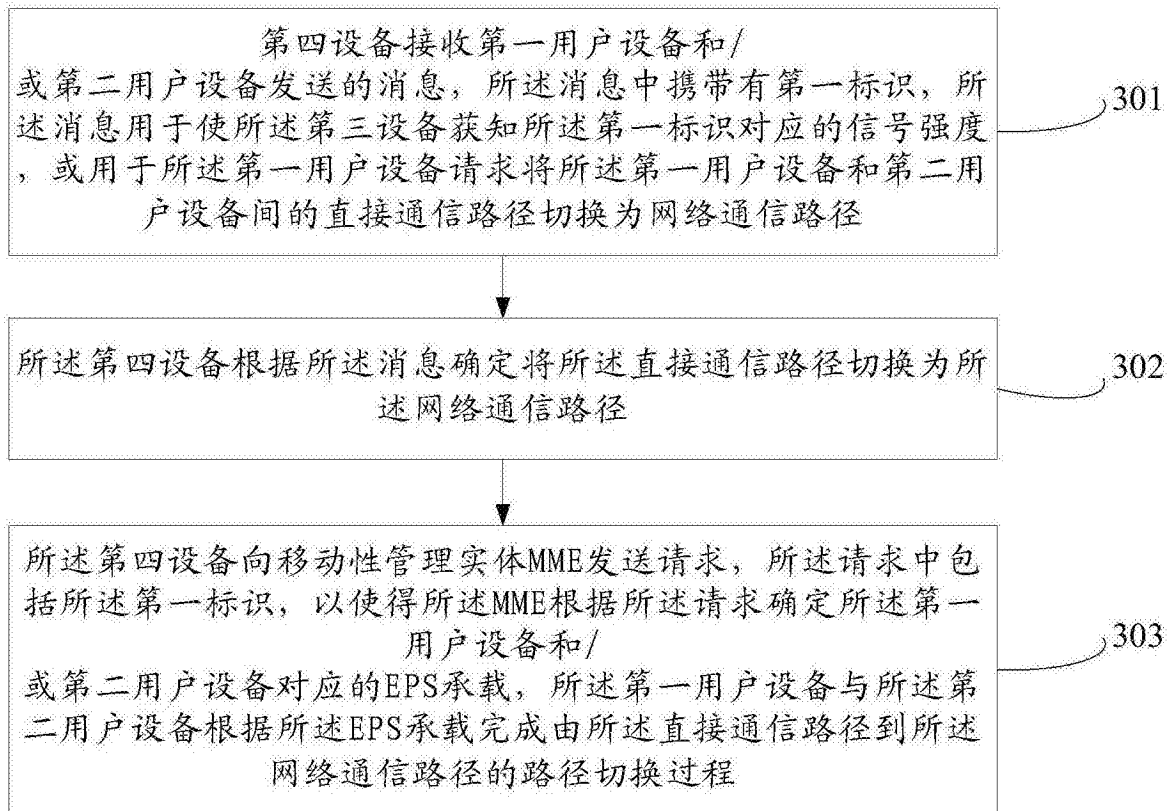 第四设备接收第一用户设备和/
或第二用户设备发送的消息，所述消息中携带有第一标识，所
述消息用于使所述第三设备获知所述第一标识对应的信号强度
，或用于所述第一用户设备请求将所述第一用户设备和第二用
户设备间的直接通信路径切换为网络通信路径
301
所述第四设备根据所述消息确定将所述直接通信路径切换为所
述网络通信路径
302
所述第四设备向移动性管理实体MME发送请求，所述请求中包
括所述第一标识，以使得所述MME根据所述请求确定所述第一
用户设备和/
或第二用户设备对应的EPS承载，所述第一用户设备与所述第
二用户设备根据所述EPS承载完成由所述直接通信路径到所述
网络通信路径的路径切换过程
303